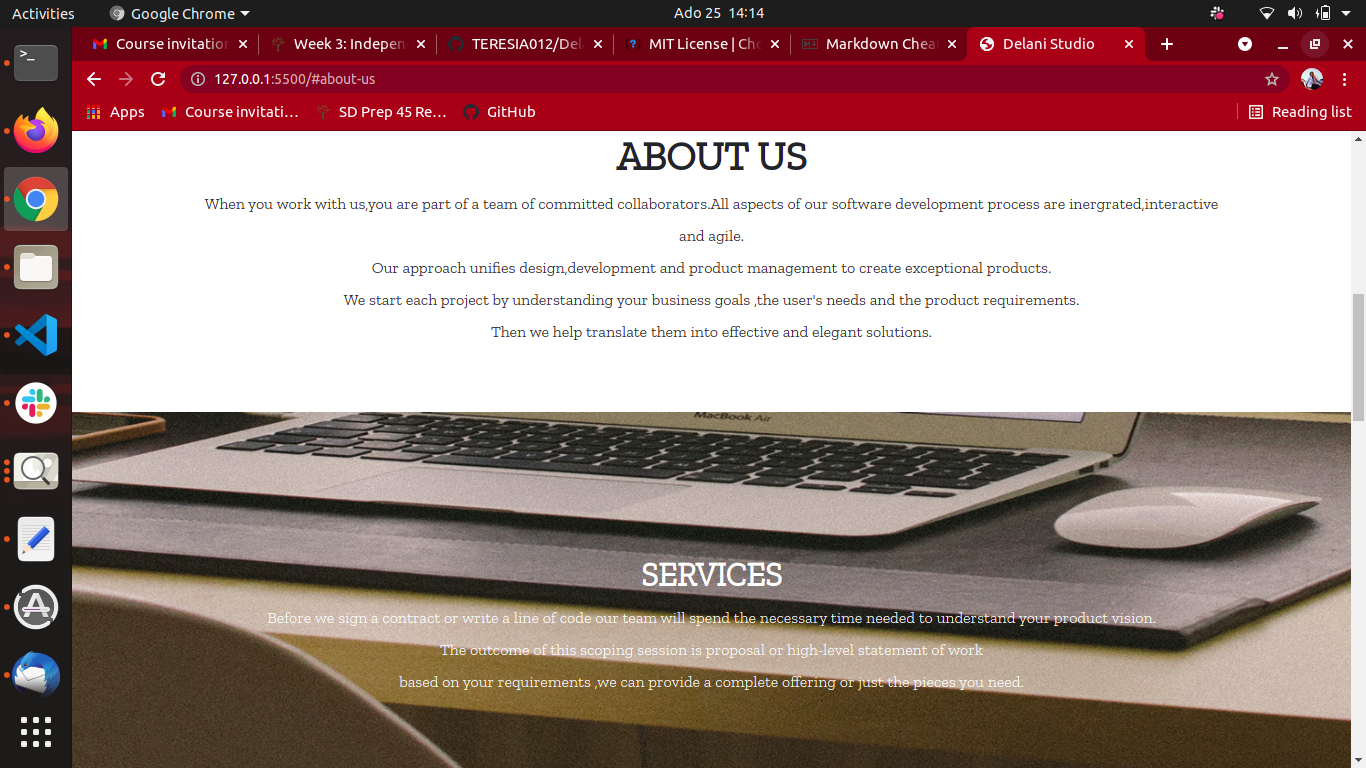 Activities
Google Chrome
Ado 25 14:14
Course invitation
Week 3: Indepen
TERESIA012/Del
MIT License | Cho
Markdown Chea
Delani Studio
127.0.0.1:5500/#about-us
Apps
Course invitati…
SD Prep 45 Re…
GitHub
Reading list
ABOUT US
When you work with us,you are part of a team of committed collaborators.All aspects of our software development process are inergrated,interactive
and agile.
Our approach unifies design,development and product management to create exceptional products.
We start each project by understanding your business goals ,the user's needs and the product requirements.
Then we help translate them into effective and elegant solutions.
MacBook Air
SERVICES
Before we sign a contract or write a line of code our team will spend the necessary time needed to understand your product vision.
The outcome of this scoping session is proposal or high-level statement of work
based on your requirements ,we can provide a complete offering or just the pieces you need.